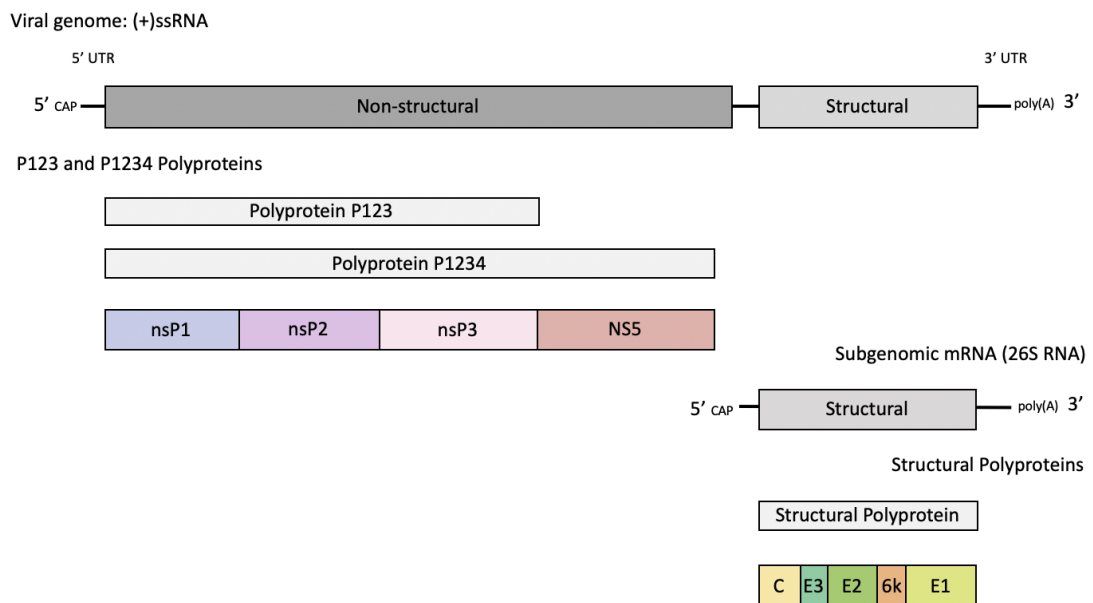 Viral genome: (+)ssRNA
5’ UTR 3’ UTR
5’ CAP Non-structural Structural poly(A) 3’
P123 and P1234 Polyproteins
Polyprotein P123
Polyprotein P1234
nsP1 nsP2 nsP3 NS5
Subgenomic mRNA (26S RNA)
5’ CAP Structural poly(A) 3’
Structural Polyproteins
Structural Polyprotein
C E3 E2 6k E1